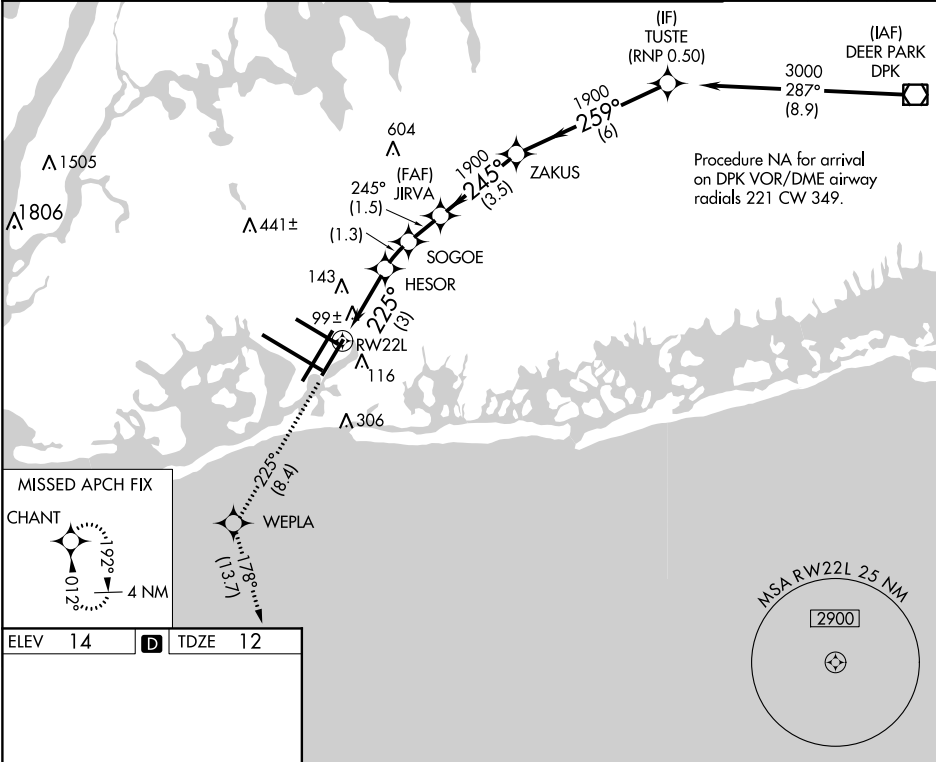 (IF)
TUSTE
(RNP 0.50)
(IAF)
DEER PARK
DPK
3000
287°
(8.9)
1900
259°
(6)
604
1505
ZAKUS
Procedure NA for arrival
on DPK VOR/DME airway
radials 221 CW 349.
(FAF)
JIRVA
1900
245°
(3.5)
245°
(1.5)
1806
441±
(1.3)
SOGOE
HESOR
143
225°
(3)
99±
RW22L
116
306
225°
(8.4)
MISSED APCH FIX
CHANT
192°
012°
4 NM
WEPLA
178°
(13.7)
MSA RW22L 25 NM
2900
ELEV 14 D TDZE 12